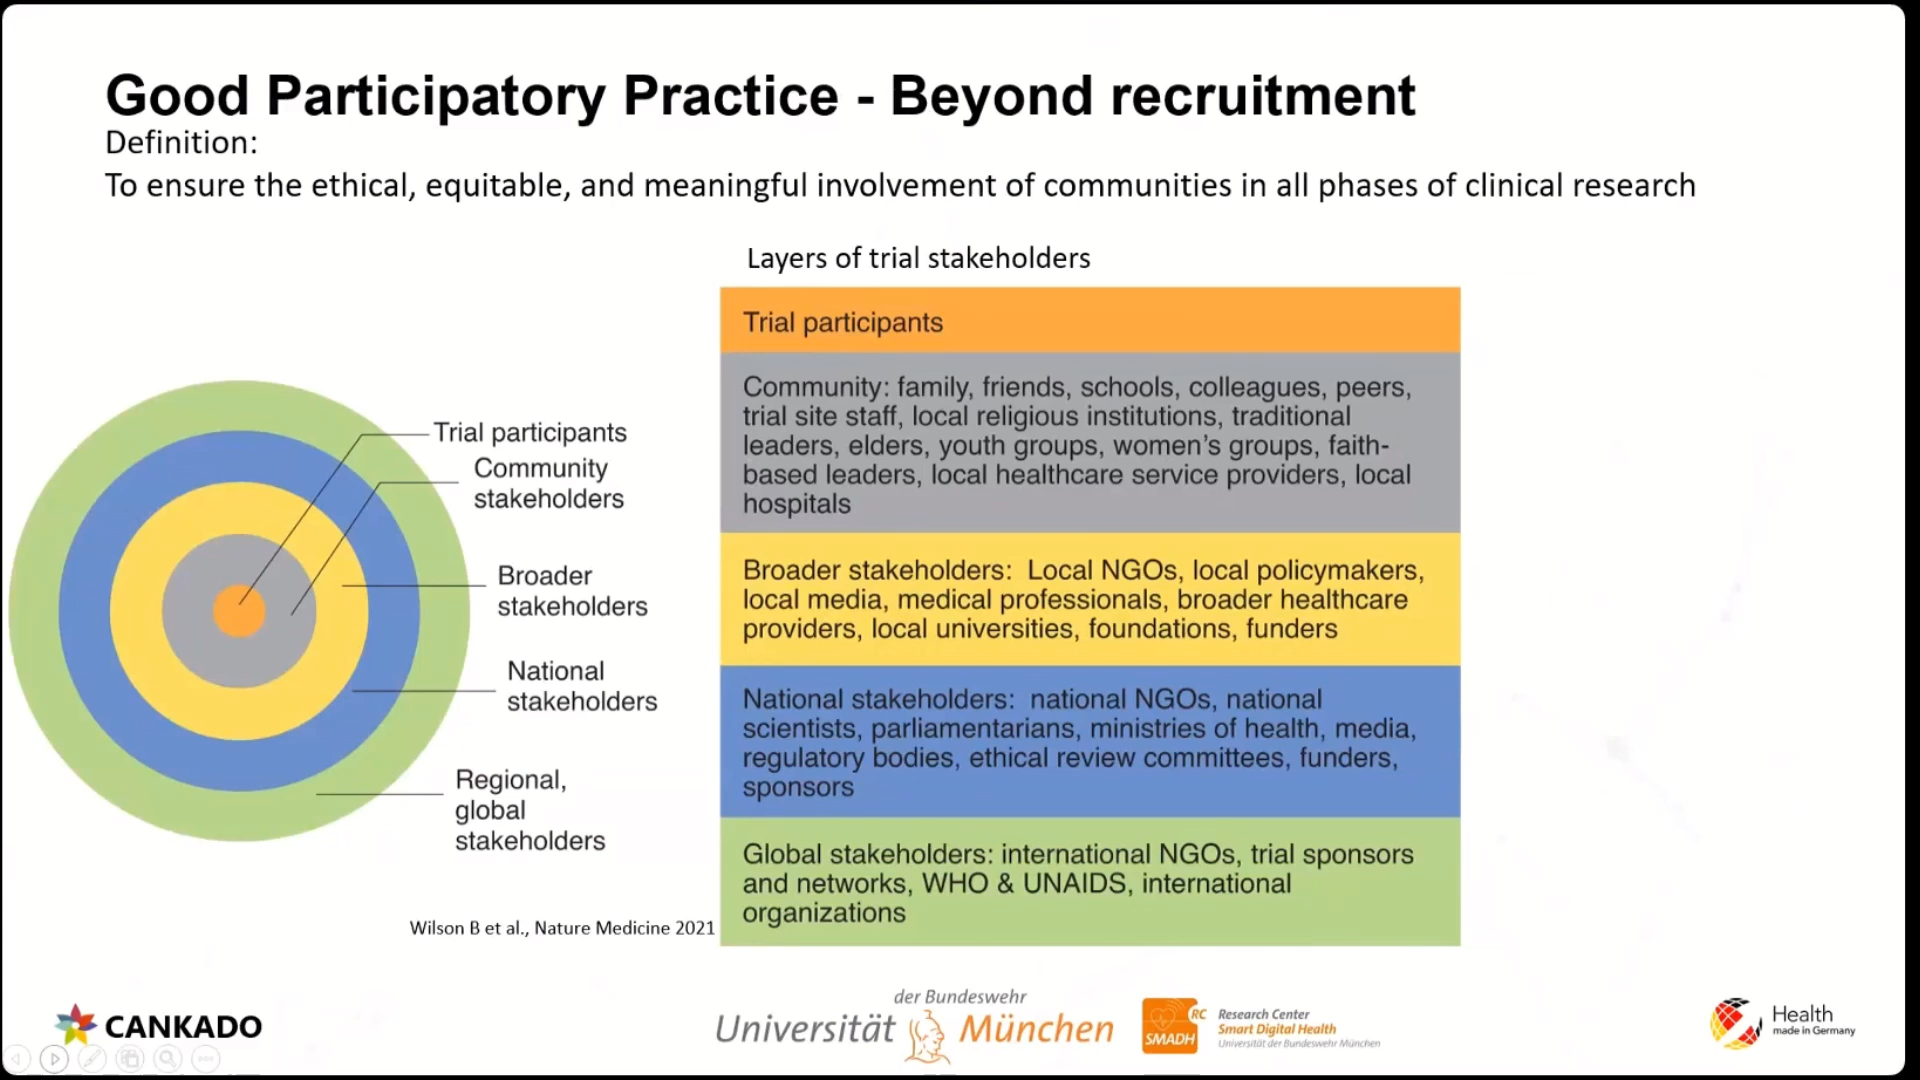 Good Participatory Practice - Beyond recruitment
Definition:
To ensure the ethical, equitable, and meaningful involvement of communities in all phases of clinical research
Layers of trial stakeholders
Trial participants
Community stakeholders
Broader stakeholders
National stakeholders
Regional, global stakeholders
Trial participants
Community: family, friends, schools, colleagues, peers,
trial site staff, local religious institutions, traditional
leaders, elders, youth groups, women’s groups, faith-
based leaders, local healthcare service providers, local
hospitals
Broader stakeholders: Local NGOs, local policymakers,
local media, medical professionals, broader healthcare
providers, local universities, foundations, funders
National stakeholders: national NGOs, national
scientists, parliamentarians, ministries of health, media,
regulatory bodies, ethical review committees, funders,
sponsors
Global stakeholders: international NGOs, trial sponsors
and networks, WHO & UNAIDS, international
organizations
Wilson B et al., Nature Medicine 2021
CANKADO
der Bundeswehr
Universität München
SMADH RC
Research Center
Smart Digital Health
Universität der Bundeswehr München
Health
made in Germany